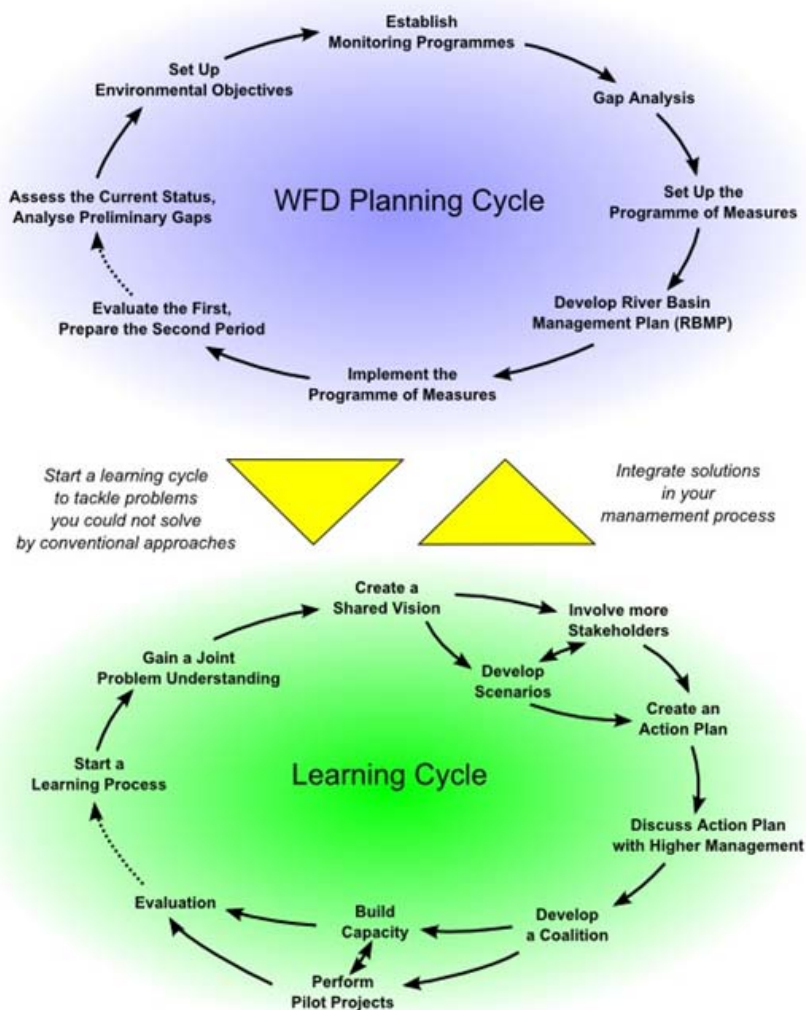 Establish
Monitoring Programmes
Set Up
Environmental Objectives
Gap Analysis
Assess the Current Status,
Analyse Preliminary Gaps
WFD Planning Cycle
Set Up the
Programme of Measures
Evaluate the First,
Prepare the Second Period
Develop River Basin
Management Plan (RBMP)
Implement the
Programme of Measures
Start a learning cycle
to tackle problems
you could not solve
by conventional approaches
Integrate solutions
in your
manamement process
Create a
Shared Vision
Involve more
Stakeholders
Gain a Joint
Problem Understanding
Develop
Scenarios
Create an
Action Plan
Start a
Learning Process
Learning Cycle
Discuss Action Plan
with Higher Management
Evaluation
Build
Capacity
Develop
a Coalition
Perform
Pilot Projects